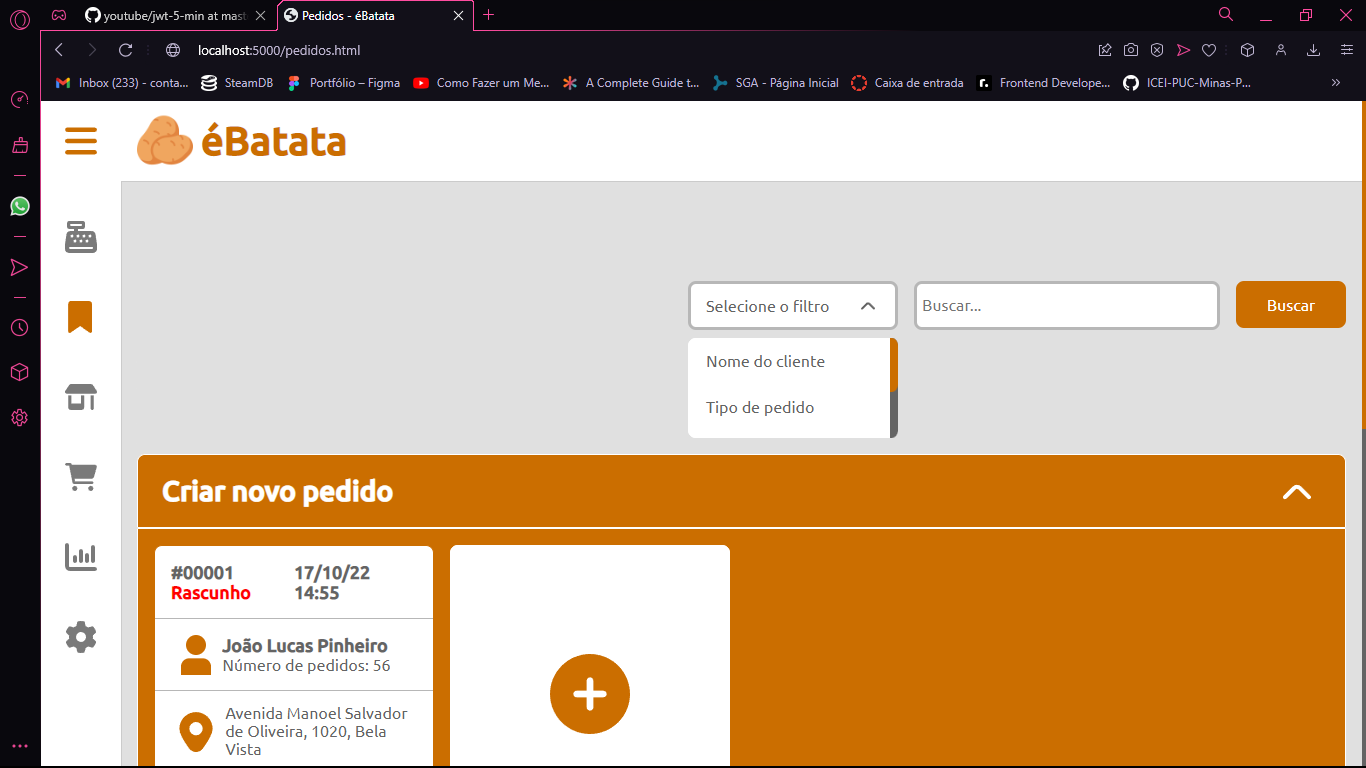 youtube/jwt-5-min at mast
Pedidos - éBatata
localhost:5000/pedidos.html
Inbox (233) - conta...
SteamDB
Portfólio – Figma
Como Fazer um Me...
A Complete Guide t...
SGA - Página Inicial
Caixa de entrada
Frontend Develope...
ICEI-PUC-Minas-P...
éBatata
Selecione o filtro
Buscar...
Buscar
Nome do cliente
Tipo de pedido
Criar novo pedido
#00001
Rascunho
17/10/22
14:55
João Lucas Pinheiro
Número de pedidos: 56
Avenida Manoel Salvador
de Oliveira, 1020, Bela
Vista